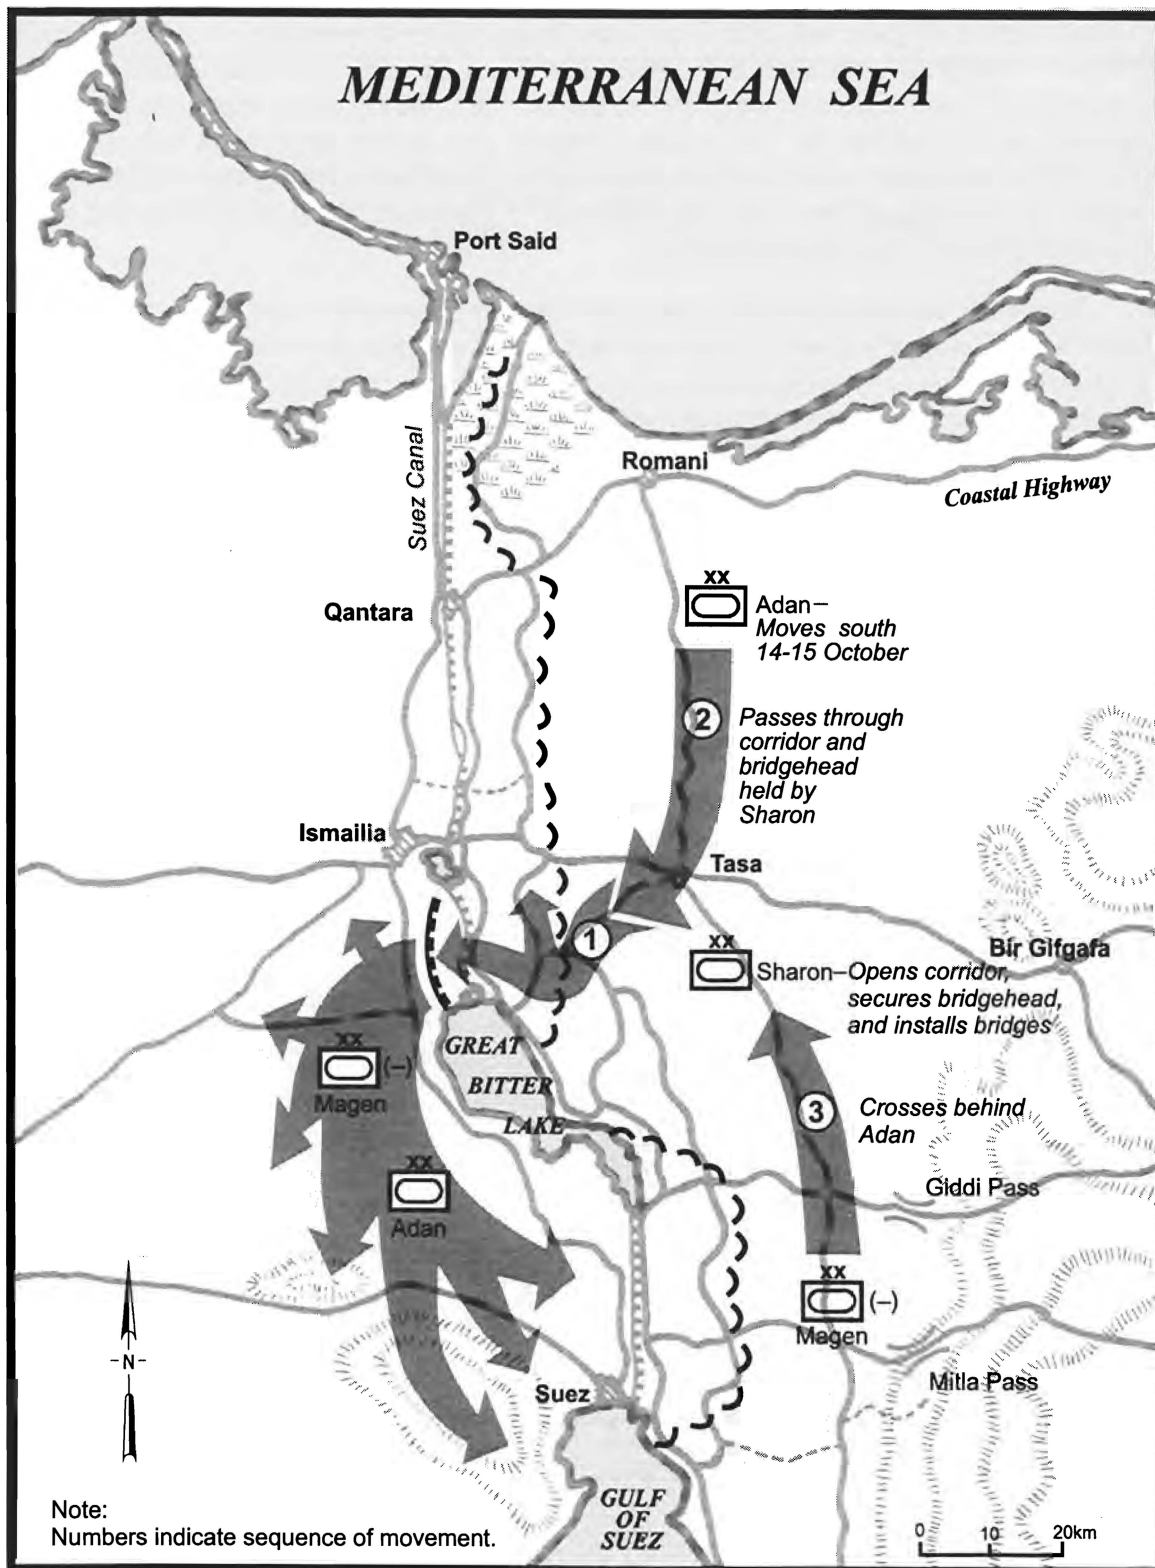 MEDITERRANEAN SEA
Port Said
Suez Canal
Romani
Coastal Highway
Qantara
xx
Adan–
Moves south
14-15 October
2
Passes through
corridor and
bridgehead
held by
Sharon
Ismailia
Tasa
1
xx
Sharon–Opens corridor,
secures bridgehead,
and installs bridges
Bir Gifgafa
GREAT
BITTER
LAKE
xx
(–)
Magen
3
Crosses behind
Adan
xx
Adan
Giddi Pass
xx
(–)
Magen
Mitla Pass
-N-
Suez
GULF
OF
SUEZ
Note:
Numbers indicate sequence of movement.
0 10 20km